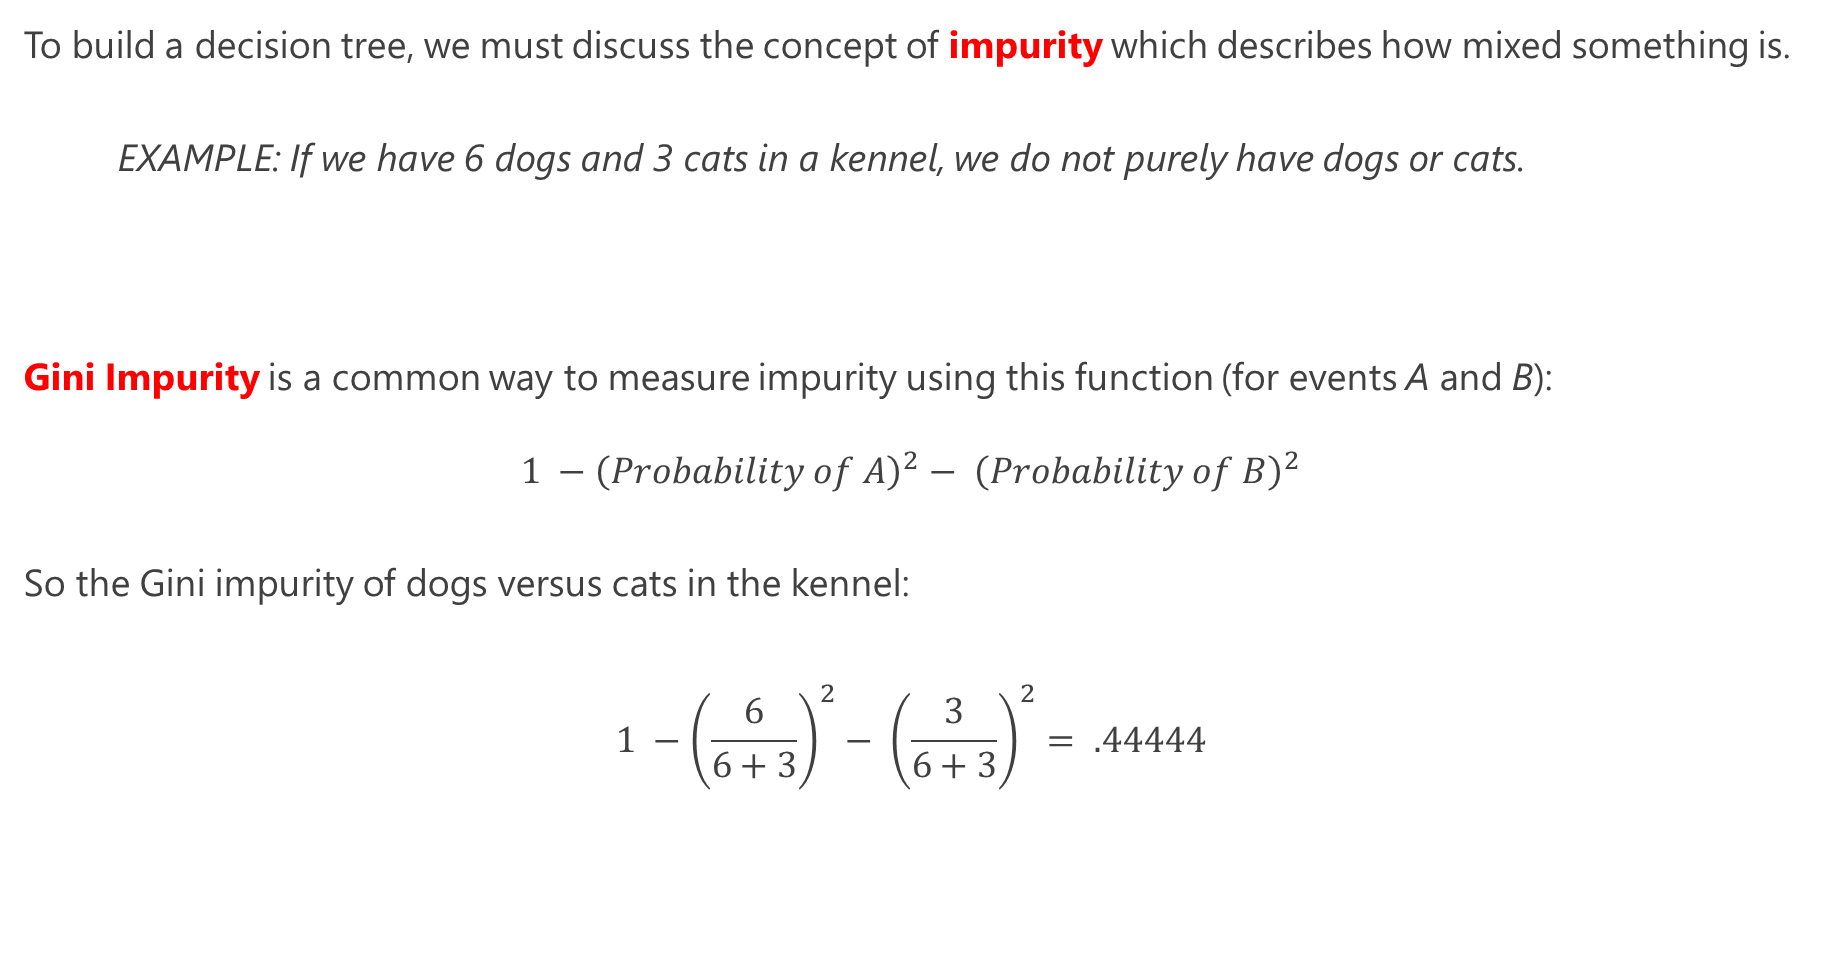 To build a decision tree, we must discuss the concept of impurity which describes how mixed something is.
EXAMPLE: If we have 6 dogs and 3 cats in a kennel, we do not purely have dogs or cats.
Gini Impurity is a common way to measure impurity using this function (for events A and B):
1 − (Probability of A)² − (Probability of B)²
So the Gini impurity of dogs versus cats in the kennel:
1 − (6/(6 + 3))² − (3/(6 + 3))² = .44444